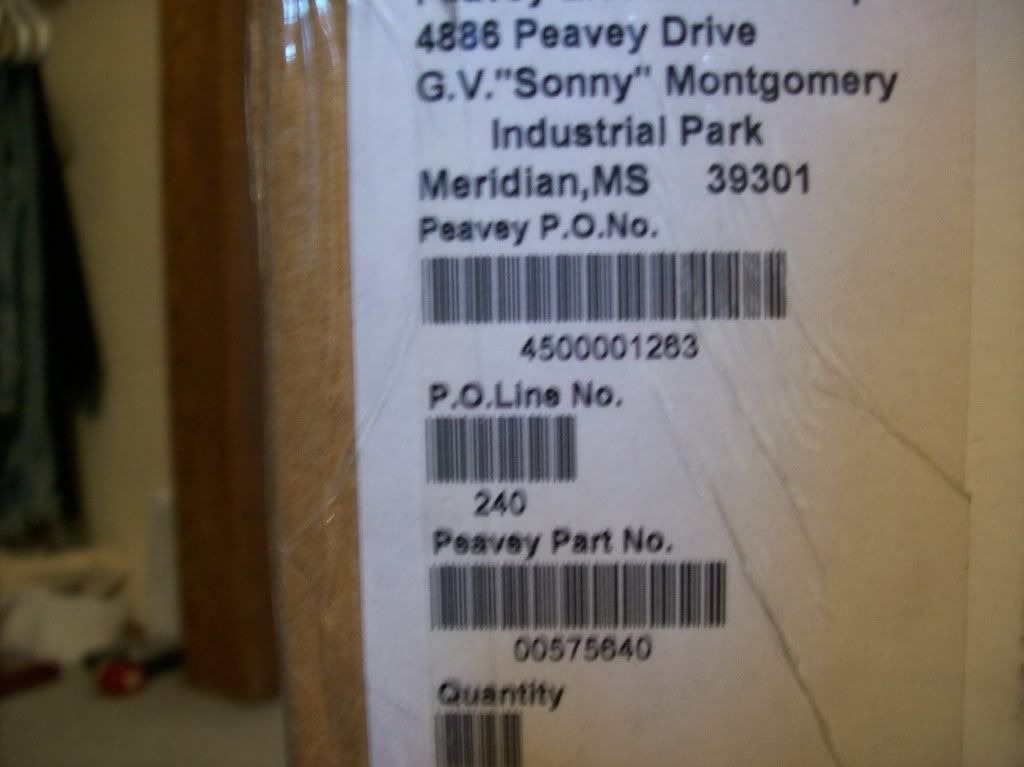 4886 Peavey Drive
G.V."Sonny" Montgomery
Industrial Park
Meridian,MS 39301
Peavey P.O.No.
4500001263
P.O.Line No.
240
Peavey Part No.
00575640
Quantity